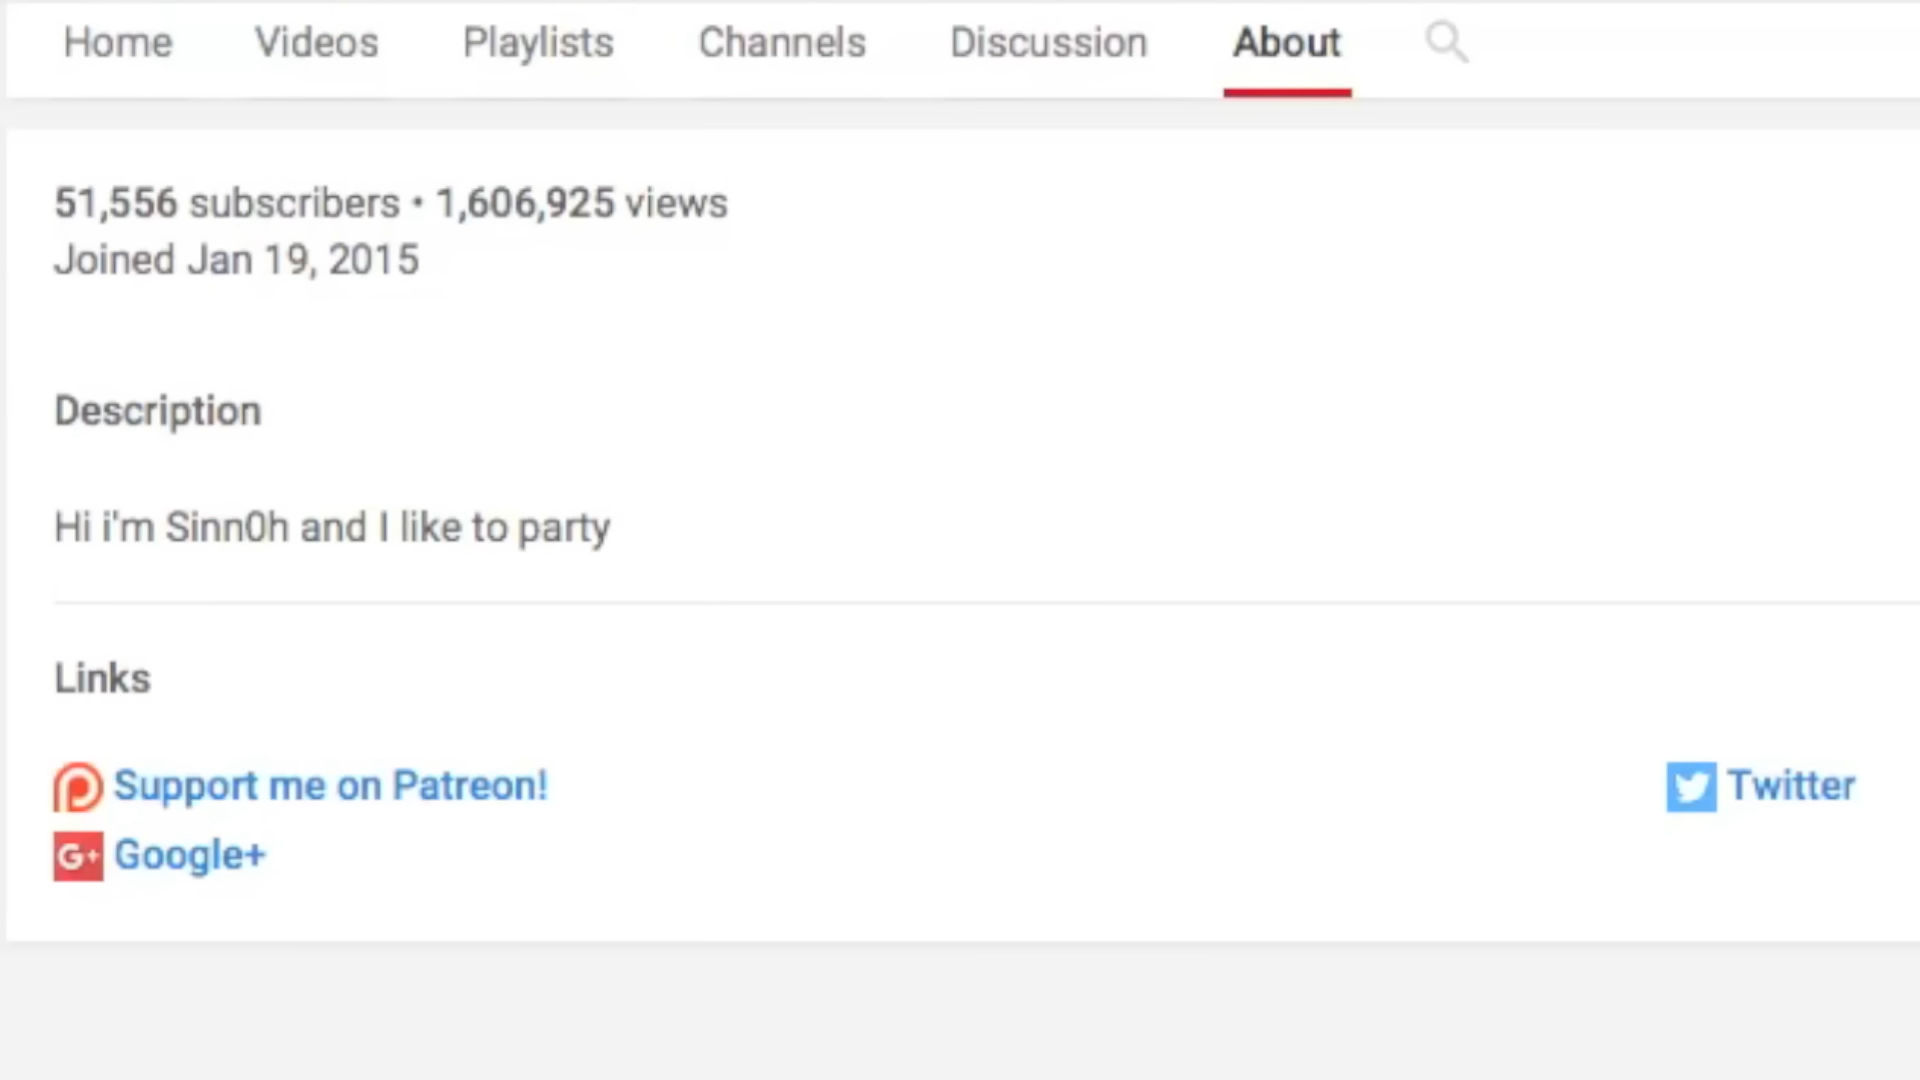 Home Videos Playlists Channels Discussion About
51,556 subscribers • 1,606,925 views
Joined Jan 19, 2015
Description
Hi i'm Sinn0h and I like to party
Links
Support me on Patreon! Twitter
G+ Google+